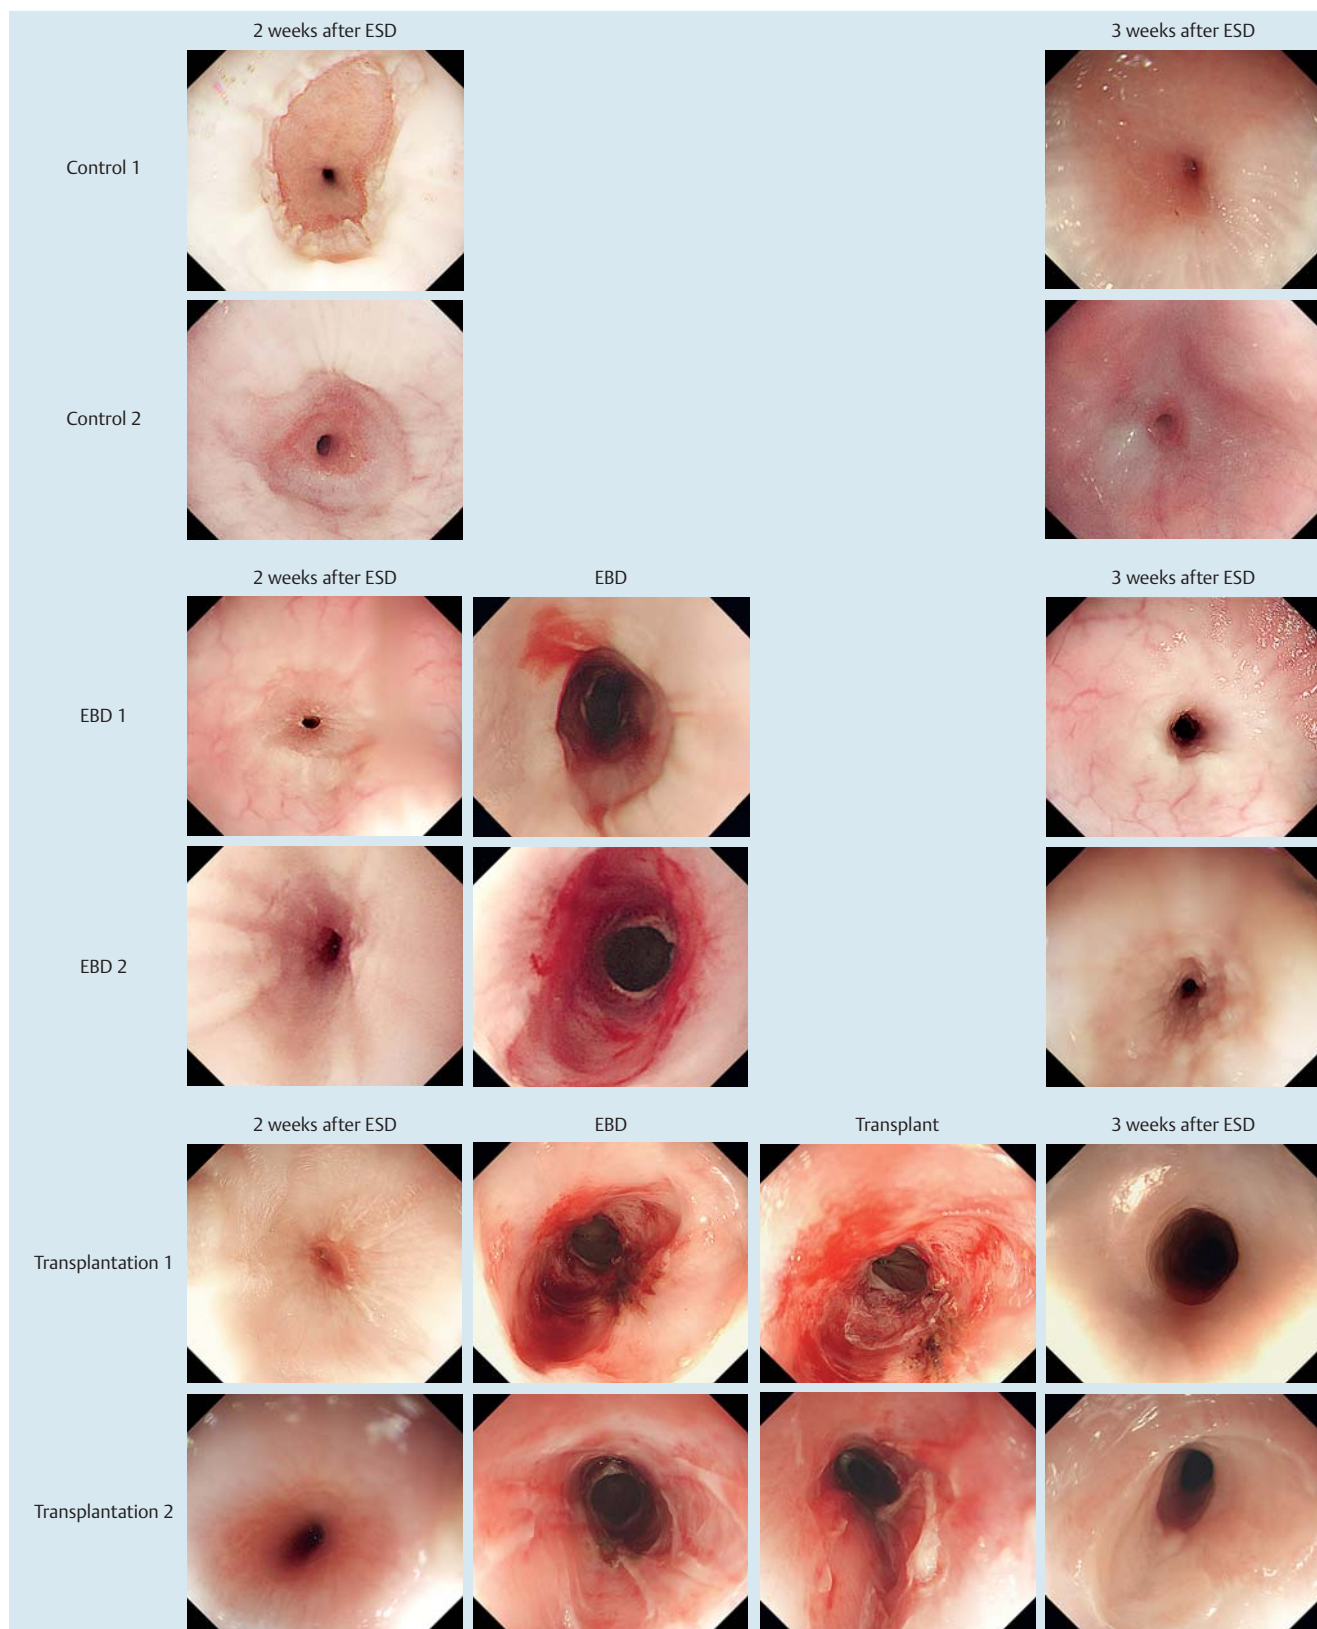 2 weeks after ESD 3 weeks after ESD
Control 1
Control 2
2 weeks after ESD EBD 3 weeks after ESD
EBD 1
EBD 2
2 weeks after ESD EBD Transplant 3 weeks after ESD
Transplantation 1
Transplantation 2